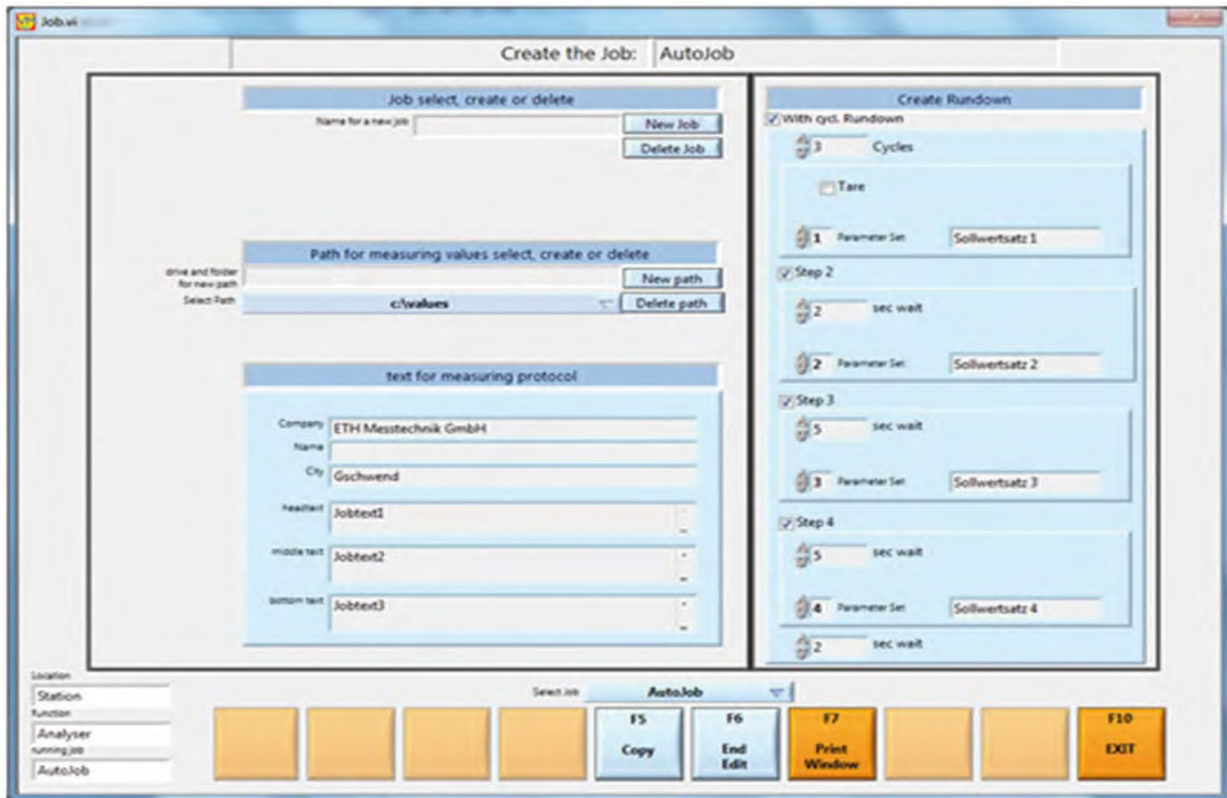 Job.vi
Create the Job: AutoJob
Job select, create or delete
Name for a new job
New Job
Delete Job
Path for measuring values select, create or delete
drive and folder
for new path
New path
Select Path
c:\values
Delete path
text for measuring protocol
Company
ETH Messtechnik GmbH
Name
City
Gschwend
headtext
Jobtext1
middle text
Jobtext2
bottom text
Jobtext3
Create Rundown
With cycl. Rundown
3 Cycles
Tare
1 Parameter Set Sollwertsatz 1
Step 2
2 sec wait
2 Parameter Set Sollwertsatz 2
Step 3
5 sec wait
3 Parameter Set Sollwertsatz 3
Step 4
5 sec wait
4 Parameter Set Sollwertsatz 4
2 sec wait
Location
Station
function
Analyser
running job
AutoJob
Select Job AutoJob
F5
Copy
F6
End
Edit
F7
Print
Window
F10
EXIT